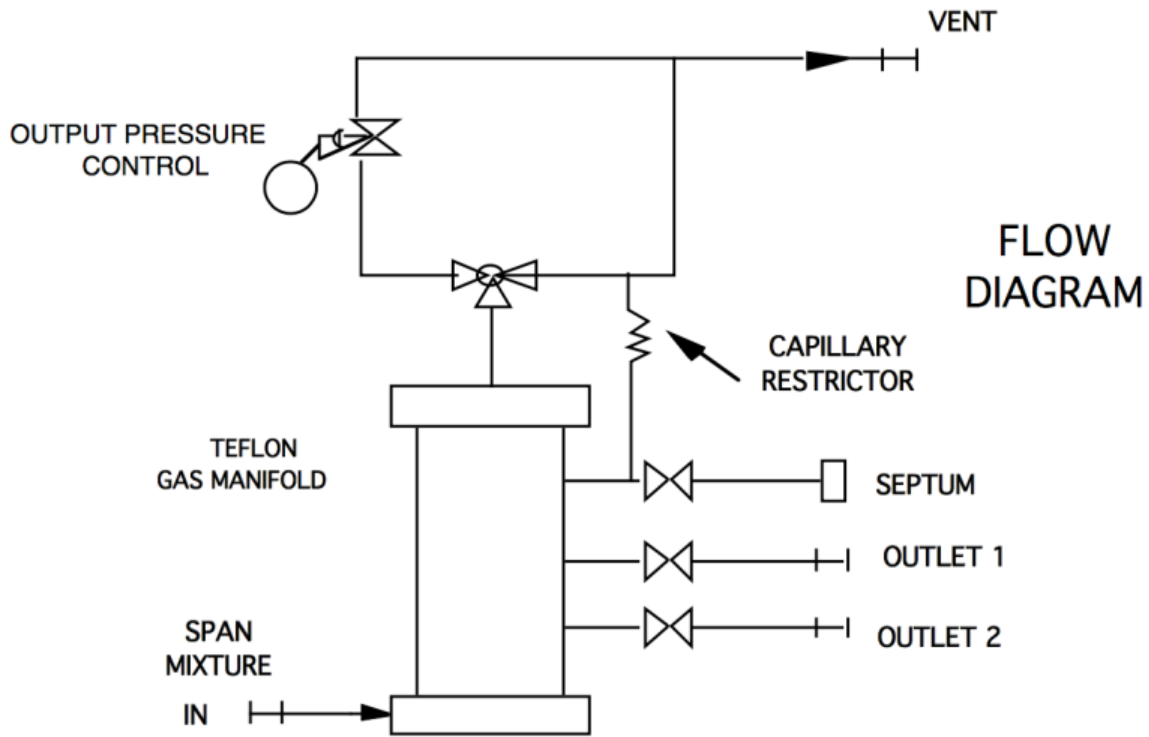 VENT
OUTPUT PRESSURE
CONTROL
FLOW
DIAGRAM
CAPILLARY
RESTRICTOR
TEFLON
GAS MANIFOLD
SEPTUM
OUTLET 1
SPAN
MIXTURE
OUTLET 2
IN